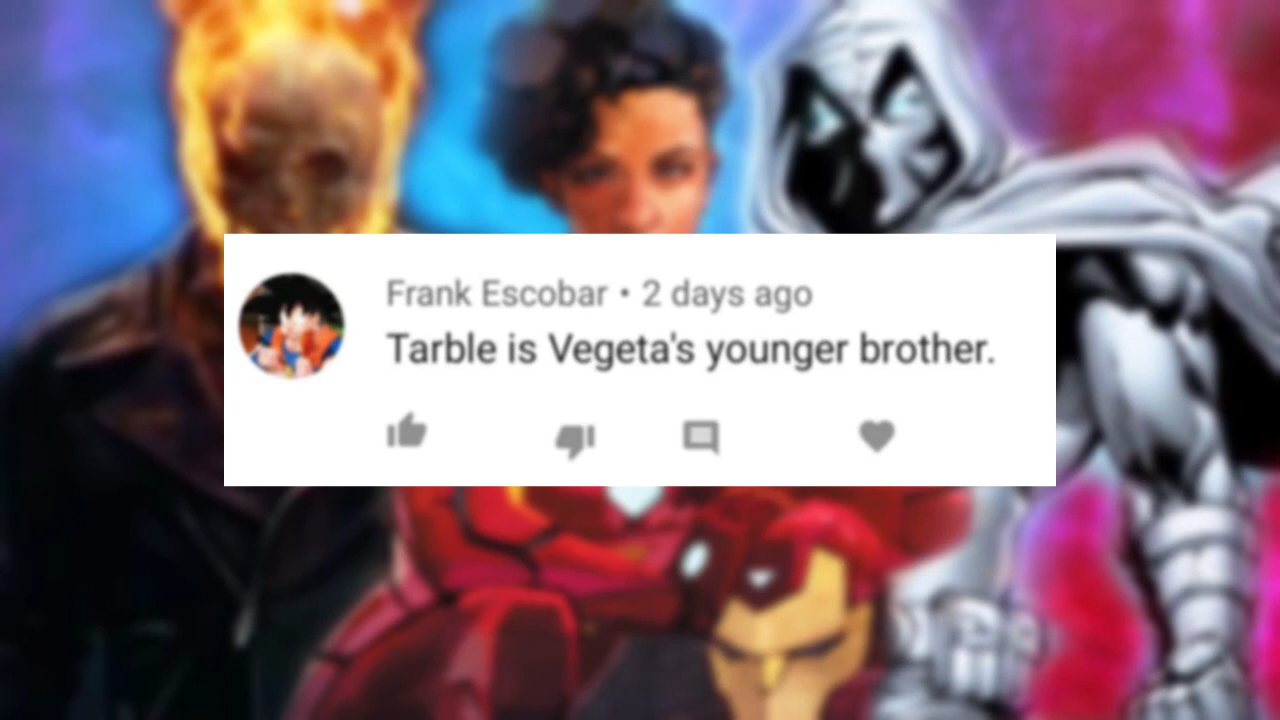 Frank Escobar • 2 days ago
Tarble is Vegeta's younger brother.